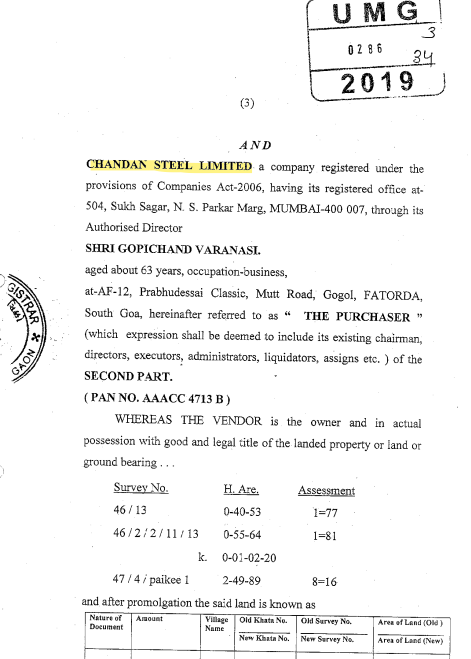 UMG
3
0286
34
2019
(3)
AND
CHANDAN STEEL LIMITED a company registered under the
provisions of Companies Act-2006, having its registered office at-
504, Sukh Sagar, N. S. Parkar Marg, MUMBAI-400 007, through its
Authorised Director
SHRI GOPICHAND VARANASI.
aged about 63 years, occupation-business,
at-AF-12, Prabhudessai Classic, Mutt Road, Gogol, FATORDA,
South Goa, hereinafter referred to as “ THE PURCHASER ”
(which expression shall be deemed to include its existing chairman,
directors, executors, administrators, liquidators, assigns etc. ) of the
SECOND PART.
( PAN NO. AAACC 4713 B )
WHEREAS THE VENDOR is the owner and in actual
possession with good and legal title of the landed property or land or
ground bearing . . .
Survey No. H. Are. Assessment
46 / 13 0-40-53 1=77
46 / 2 / 2 / 11 / 13 0-55-64 1=81
k. 0-01-02-20
47 / 4 / paikee 1 2-49-89 8=16
and after promolgation the said land is known as
Nature of Document Amount Village Name Old Khata No. Old Survey No. Area of Land (Old )
New Khata No. New Survey No. Area of Land (New)
GISTRAR
GAON